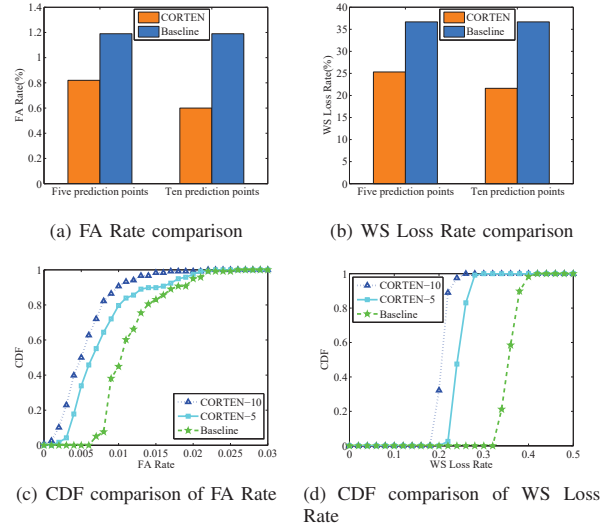 CORTEN
Baseline
FA Rate(%)
1.4
1.2
1
0.8
0.6
0.4
0.2
0
Five prediction points
Ten prediction points
(a) FA Rate comparison
CORTEN
Baseline
WS Loss Rate(%)
40
35
30
25
20
15
10
5
0
Five prediction points
Ten prediction points
(b) WS Loss Rate comparison
CDF
1
0.8
0.6
0.4
0.2
0
CORTEN−10
CORTEN−5
Baseline
0 0.005 0.01 0.015 0.02 0.025 0.03
FA Rate
(c) CDF comparison of FA Rate
CDF
1
0.8
0.6
0.4
0.2
0
CORTEN−10
CORTEN−5
Baseline
0 0.1 0.2 0.3 0.4 0.5
WS Loss Rate
(d) CDF comparison of WS Loss
Rate